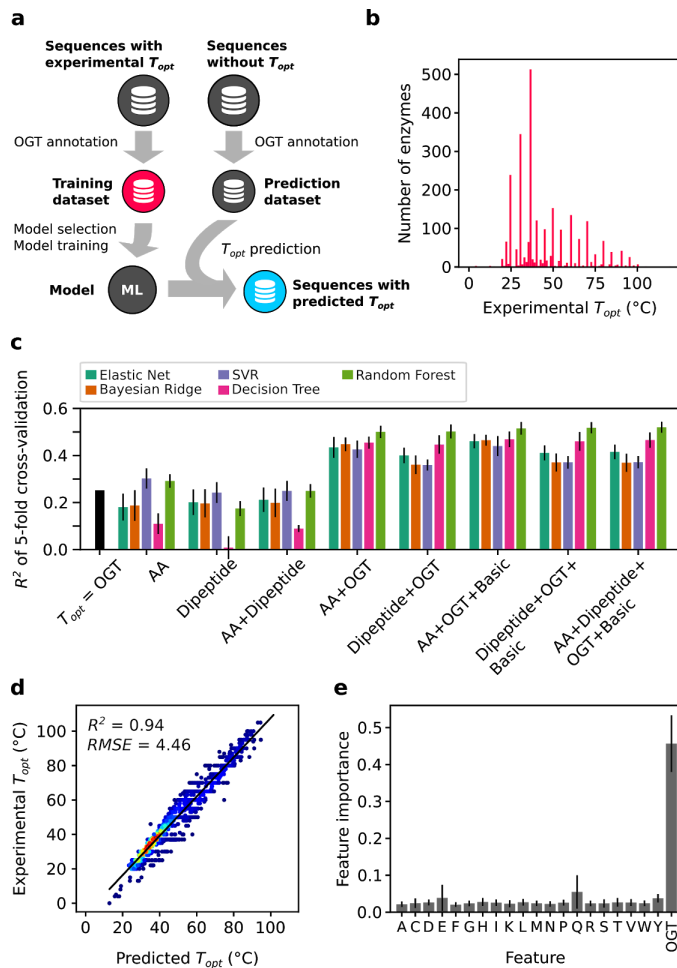 a
Sequences with
experimental Topt
Sequences
without Topt
OGT annotation
OGT annotation
Training
dataset
Prediction
dataset
Model selection
Model training
Topt prediction
Model
ML
Sequences with
predicted Topt
b
Number of enzymes
500
400
300
200
100
0
0 25 50 75 100
Experimental Topt (°C)
c
Elastic Net
Bayesian Ridge
SVR
Decision Tree
Random Forest
R2 of 5-fold cross-validation
0.6
0.4
0.2
0.0
Topt = OGT
AA
Dipeptide
AA+Dipeptide
AA+OGT
Dipeptide+OGT
AA+OGT+Basic
Dipeptide+OGT+
Basic
AA+Dipeptide+
OGT+Basic
d
R2 = 0.94
RMSE = 4.46
Experimental Topt (°C)
100
80
60
40
20
0
0 20 40 60 80 100
Predicted Topt (°C)
e
Feature importance
0.5
0.4
0.3
0.2
0.1
0.0
A C D E F G H I K L M N P Q R S T V W Y OGT
Feature